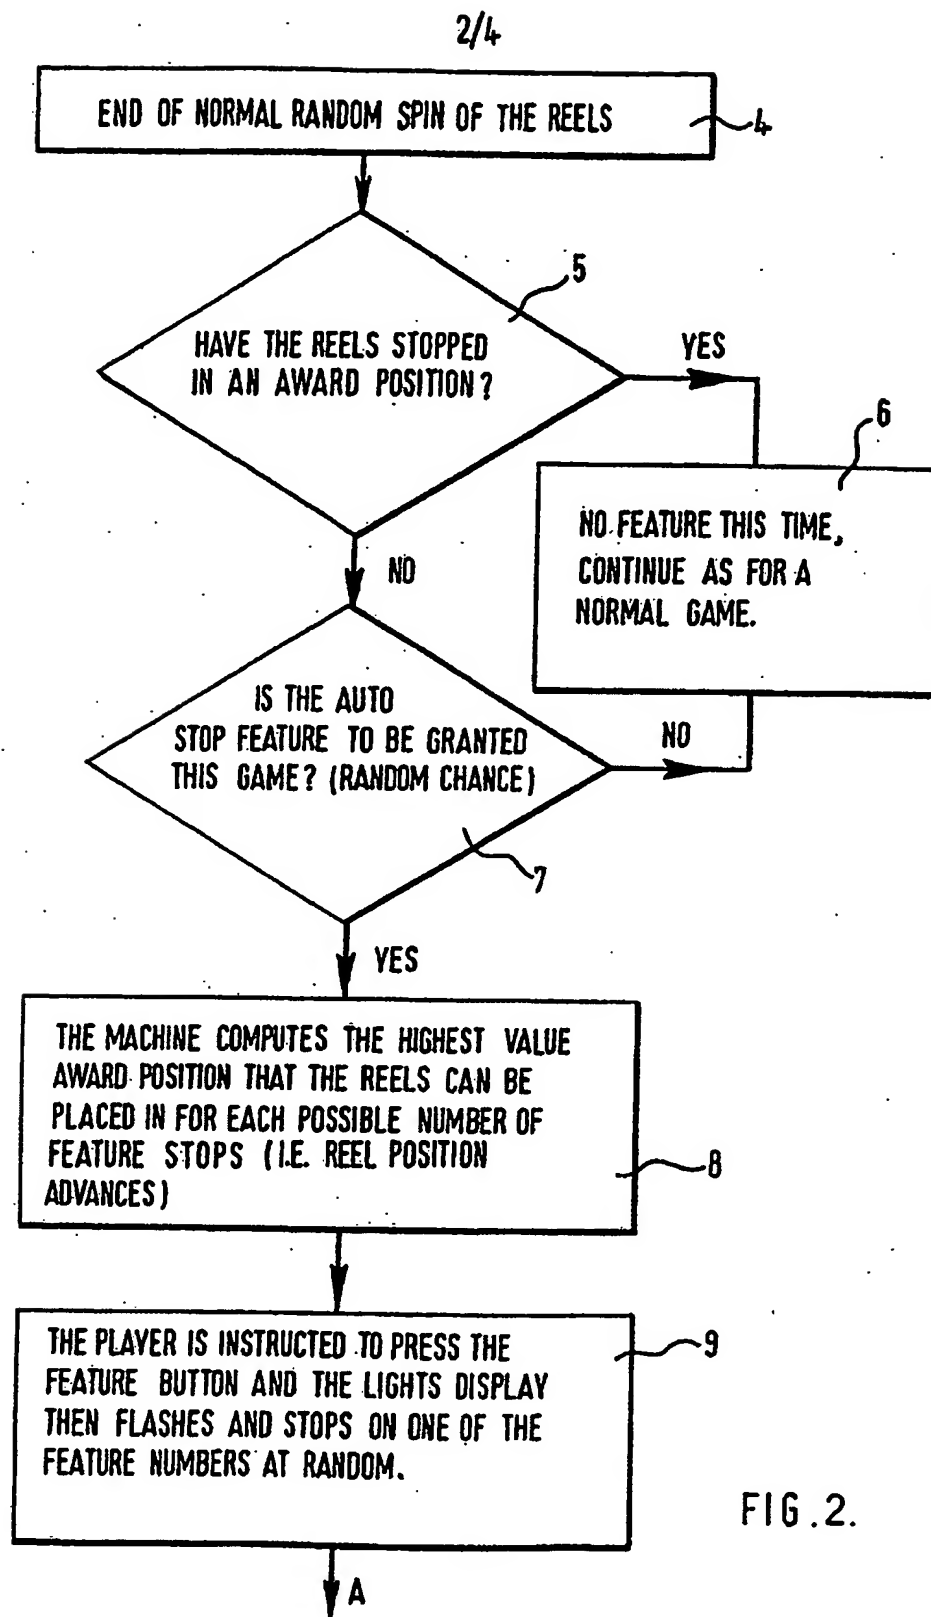 2/4
END OF NORMAL RANDOM SPIN OF THE REELS
4
5
HAVE THE REELS STOPPED
IN AN AWARD POSITION?
YES
6
NO FEATURE THIS TIME,
CONTINUE AS FOR A
NORMAL GAME.
NO
IS THE AUTO
STOP FEATURE TO BE GRANTED
THIS GAME? (RANDOM CHANCE)
NO
7
YES
THE MACHINE COMPUTES THE HIGHEST VALUE
AWARD POSITION THAT THE REELS CAN BE
PLACED IN FOR EACH POSSIBLE NUMBER OF
FEATURE STOPS (I.E. REEL POSITION
ADVANCES)
8
THE PLAYER IS INSTRUCTED TO PRESS THE
FEATURE BUTTON AND THE LIGHTS DISPLAY
THEN FLASHES AND STOPS ON ONE OF THE
FEATURE NUMBERS AT RANDOM.
9
FIG.2.
A